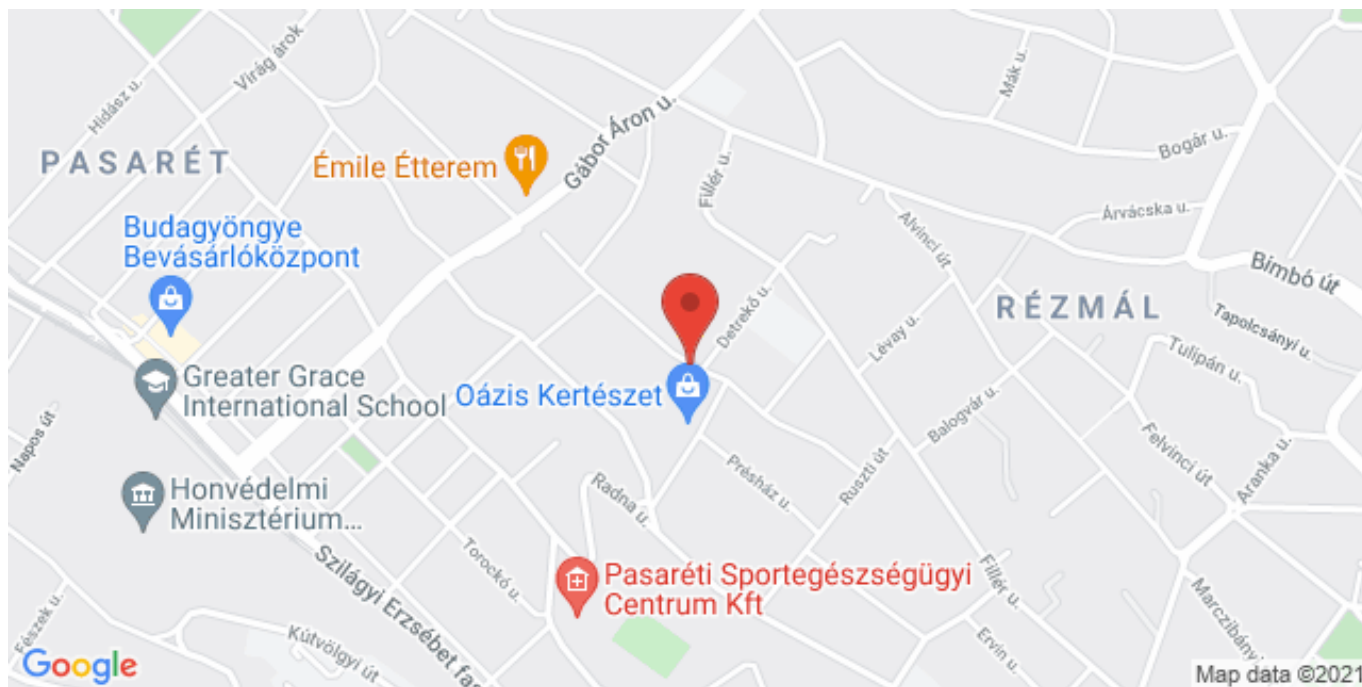 Virág árok
Hidász u.
Mák u.
Gábor Áron u.
Bogár u.
PASARÉT
Émile Étterem
Fillér u.
Árvácska u.
Budagyöngye
Bevásárlóközpont
Alvinci út
Bimbó út
RÉZMÁL
Detrekő u.
Tapolcsányi u.
Lévay u.
Tulipán u.
Greater Grace
International School
Oázis Kertészet
Balogvár u.
Napos út
Felvinci út
Aranka u.
Présház u.
Ruszti út
Honvédelmi
Minisztérium...
Radna u.
Torockó u.
Szilágyi Erzsébet fas
Pasaréti Sportegészségügyi
Centrum Kft
Fillér u.
Marczibányi
Fészek u.
Kútvölgyi út
Ervin u.
Google
Map data ©2021